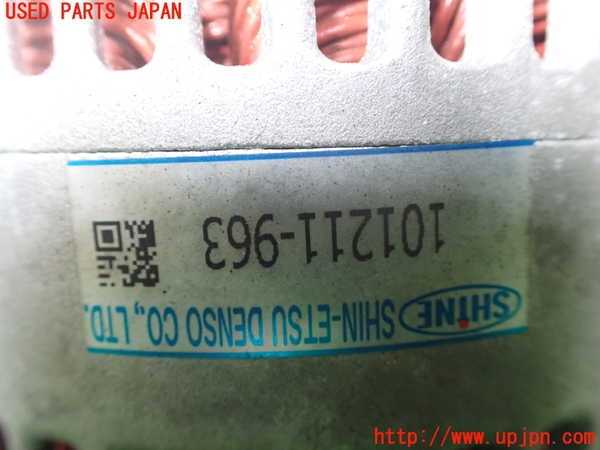 USED PARTS JAPAN
SHINE SHIN-ETSU DENSO CO., LTD.
101211-963
http://www.upjpn.com/